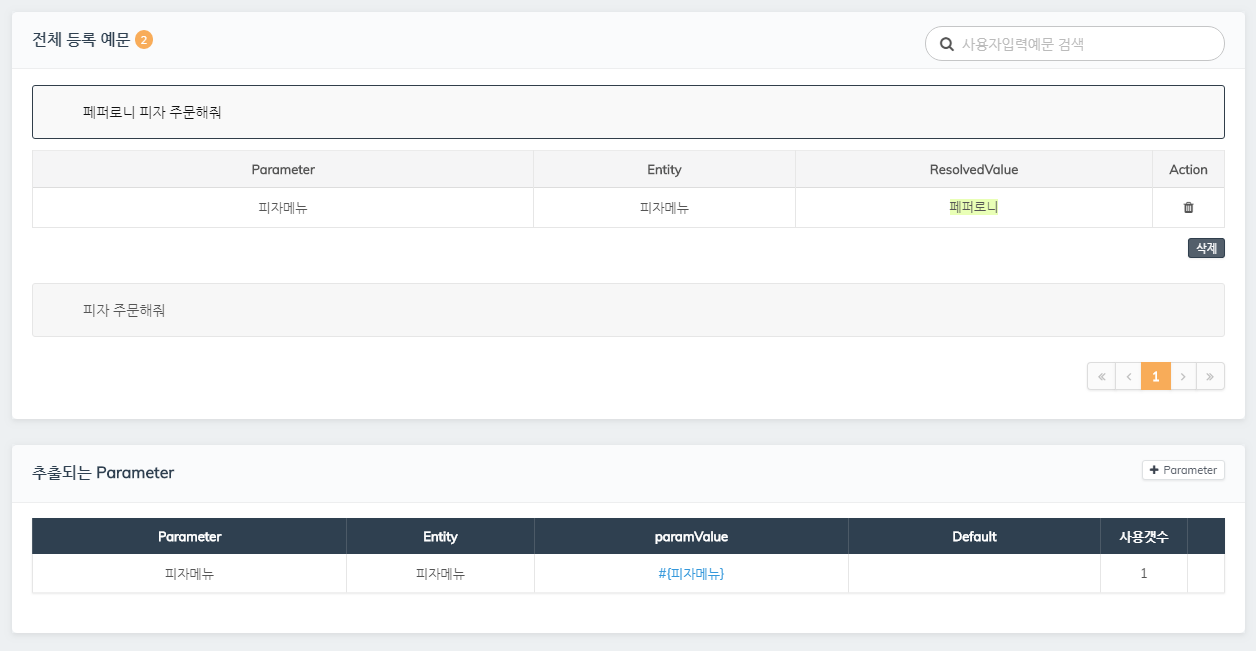 전체 등록 예문 2
사용자입력예문 검색
페퍼로니 피자 주문해줘
Parameter Entity ResolvedValue Action
피자메뉴 피자메뉴 페퍼로니
삭제
피자 주문해줘
« ‹ 1 › »
추출되는 Parameter
+ Parameter
Parameter Entity paramValue Default 사용갯수
피자메뉴 피자메뉴 #{피자메뉴} 1